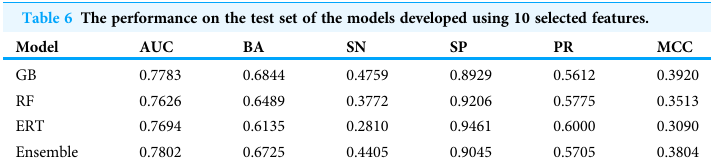 Table 6 The performance on the test set of the models developed using 10 selected features.
Model AUC BA SN SP PR MCC
GB 0.7783 0.6844 0.4759 0.8929 0.5612 0.3920
RF 0.7626 0.6489 0.3772 0.9206 0.5775 0.3513
ERT 0.7694 0.6135 0.2810 0.9461 0.6000 0.3090
Ensemble 0.7802 0.6725 0.4405 0.9045 0.5705 0.3804